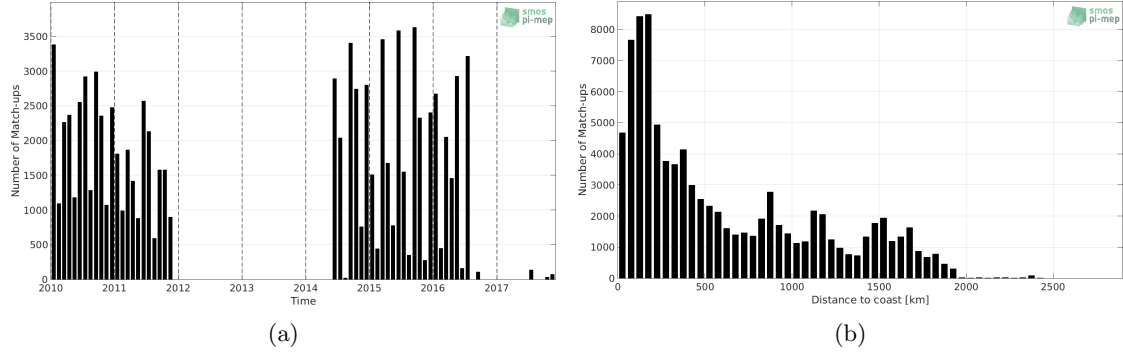 smos
pi-mep
Number of Match-ups
3500
3000
2500
2000
1500
1000
500
0
2010 2011 2012 2013 2014 2015 2016 2017
Time
(a)
smos
pi-mep
Number of Match-ups
8000
7000
6000
5000
4000
3000
2000
1000
0
0 500 1000 1500 2000 2500
Distance to coast [km]
(b)